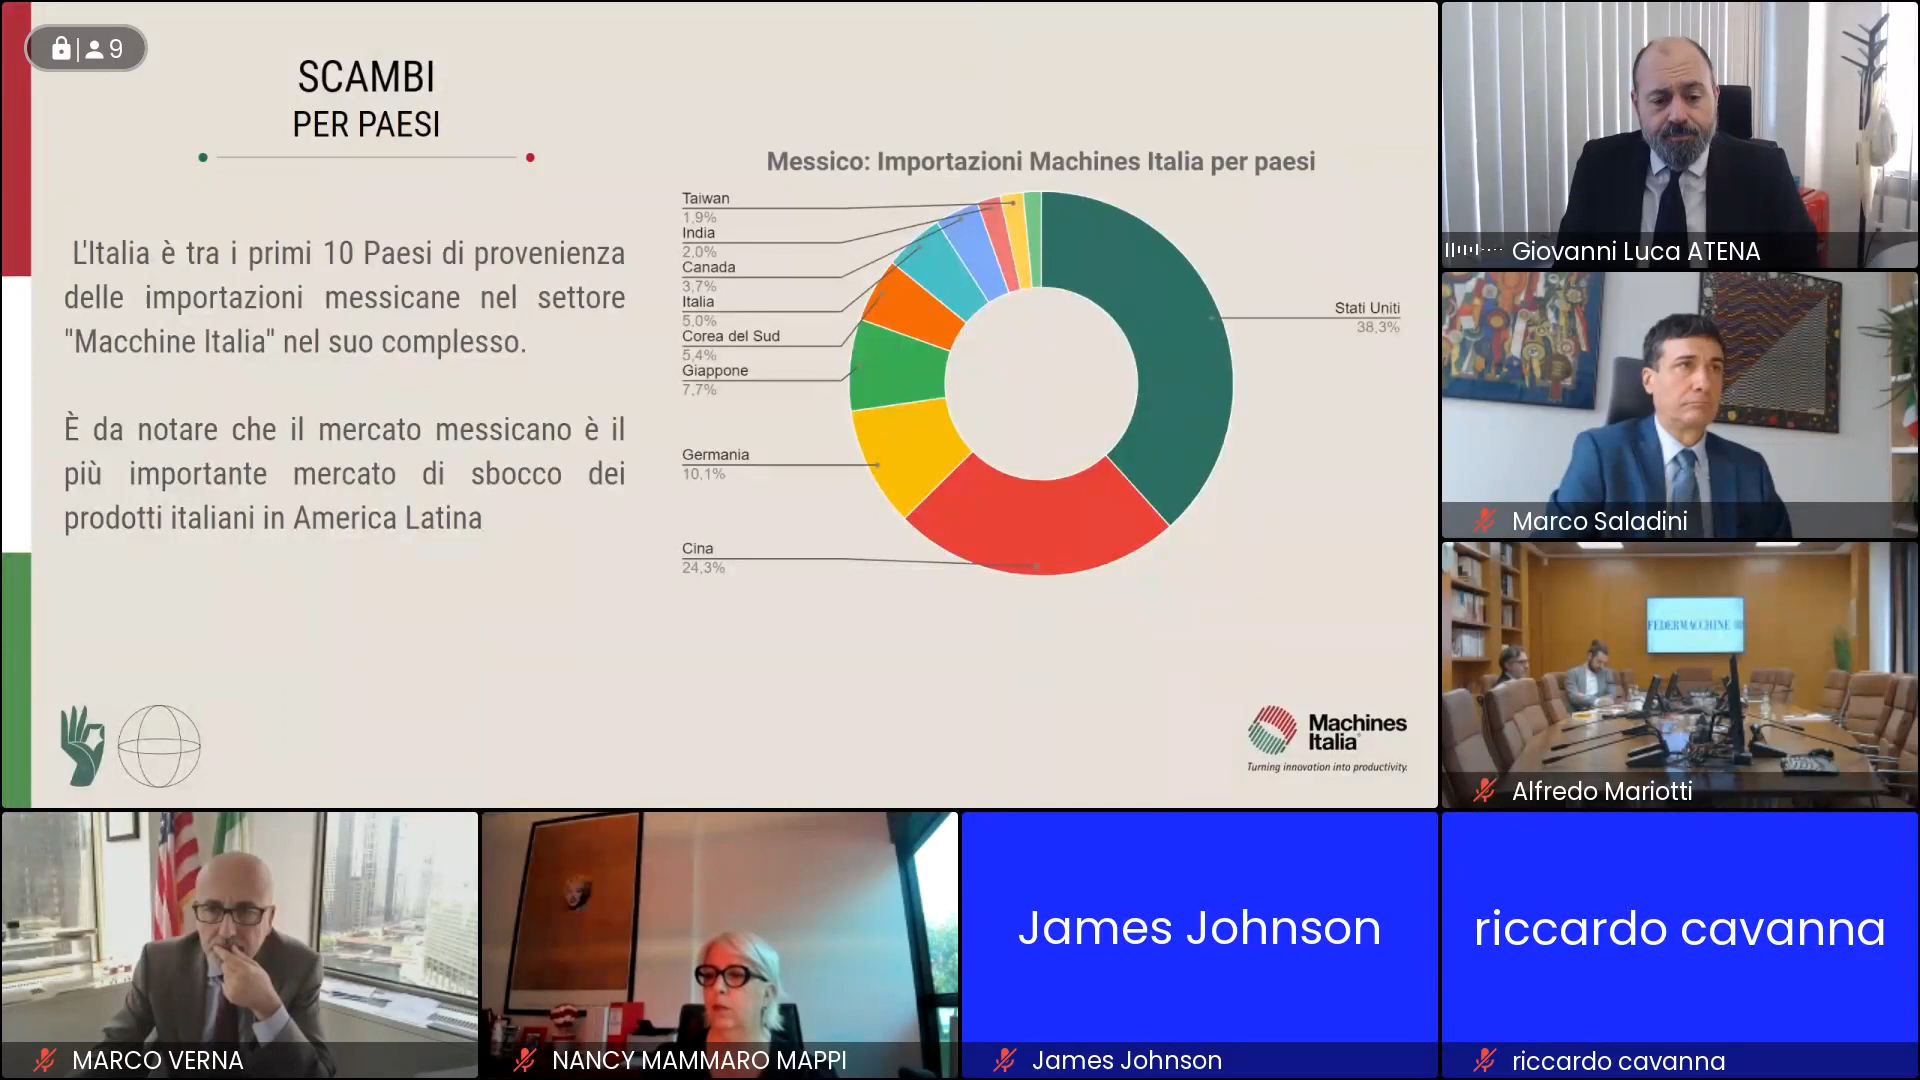 9
SCAMBI
PER PAESI
L'Italia è tra i primi 10 Paesi di provenienza
delle importazioni messicane nel settore
"Macchine Italia" nel suo complesso.
È da notare che il mercato messicano è il
più importante mercato di sbocco dei
prodotti italiani in America Latina
Messico: Importazioni Machines Italia per paesi
Taiwan
1,9%
India
2.0%
Canada
3,7%
Italia
5,0%
Corea del Sud
5,4%
Giappone
7,7%
Germania
10,1%
Cina
24,3%
Stati Uniti
38,3%
Machines
Italia
Turning innovation into productivity.
Giovanni Luca ATENA
Marco Saladini
FEDERMACCHINE
Alfredo Mariotti
MARCO VERNA
NANCY MAMMARO MAPPI
James Johnson
James Johnson
riccardo cavanna
riccardo cavanna